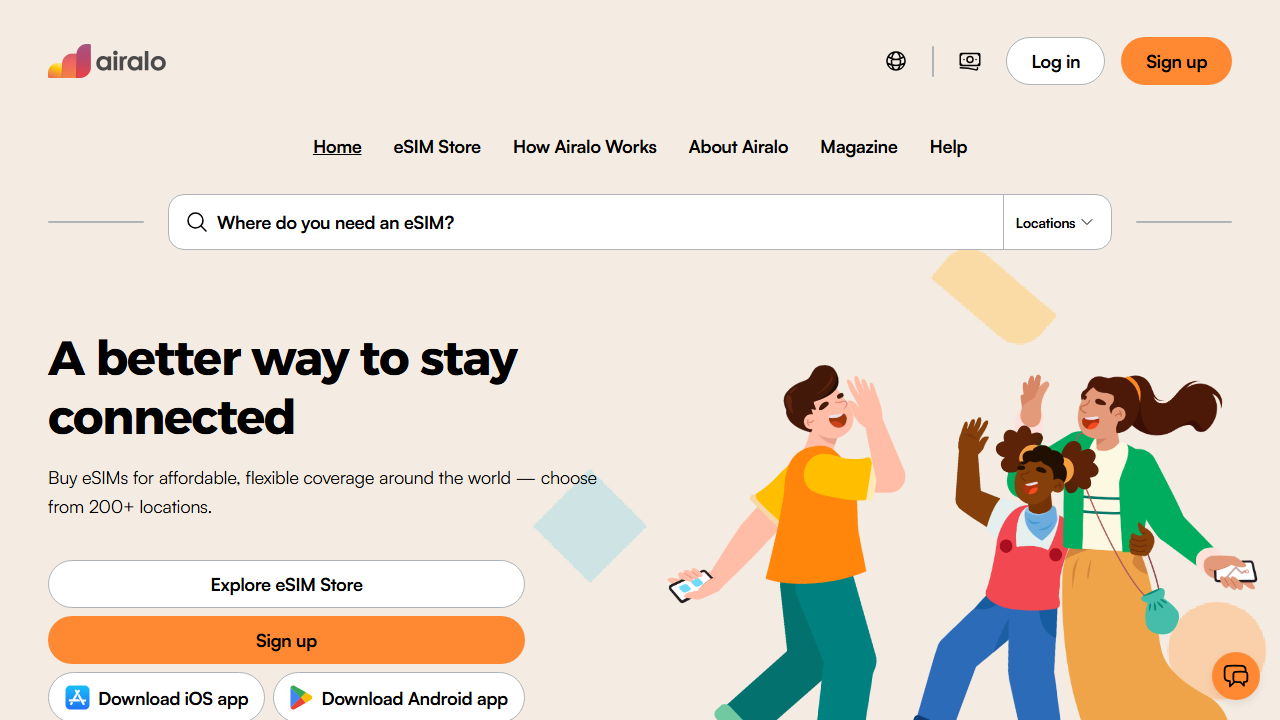 airalo
Log in
Sign up
Home
eSIM Store
How Airalo Works
About Airalo
Magazine
Help
Where do you need an eSIM?
Locations
A better way to stay
connected
Buy eSIMs for affordable, flexible coverage around the world — choose
from 200+ locations.
Explore eSIM Store
Sign up
Download iOS app
Download Android app